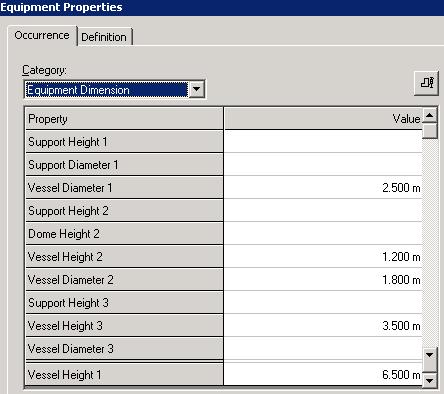 Equipment Properties
Occurrence Definition
Category:
Equipment Dimension
Property Value
Support Height 1
Support Diameter 1
Vessel Diameter 1 2.500 m
Support Height 2
Dome Height 2
Vessel Height 2 1.200 m
Vessel Diameter 2 1.800 m
Support Height 3
Vessel Height 3 3.500 m
Vessel Diameter 3
Vessel Height 1 6.500 m